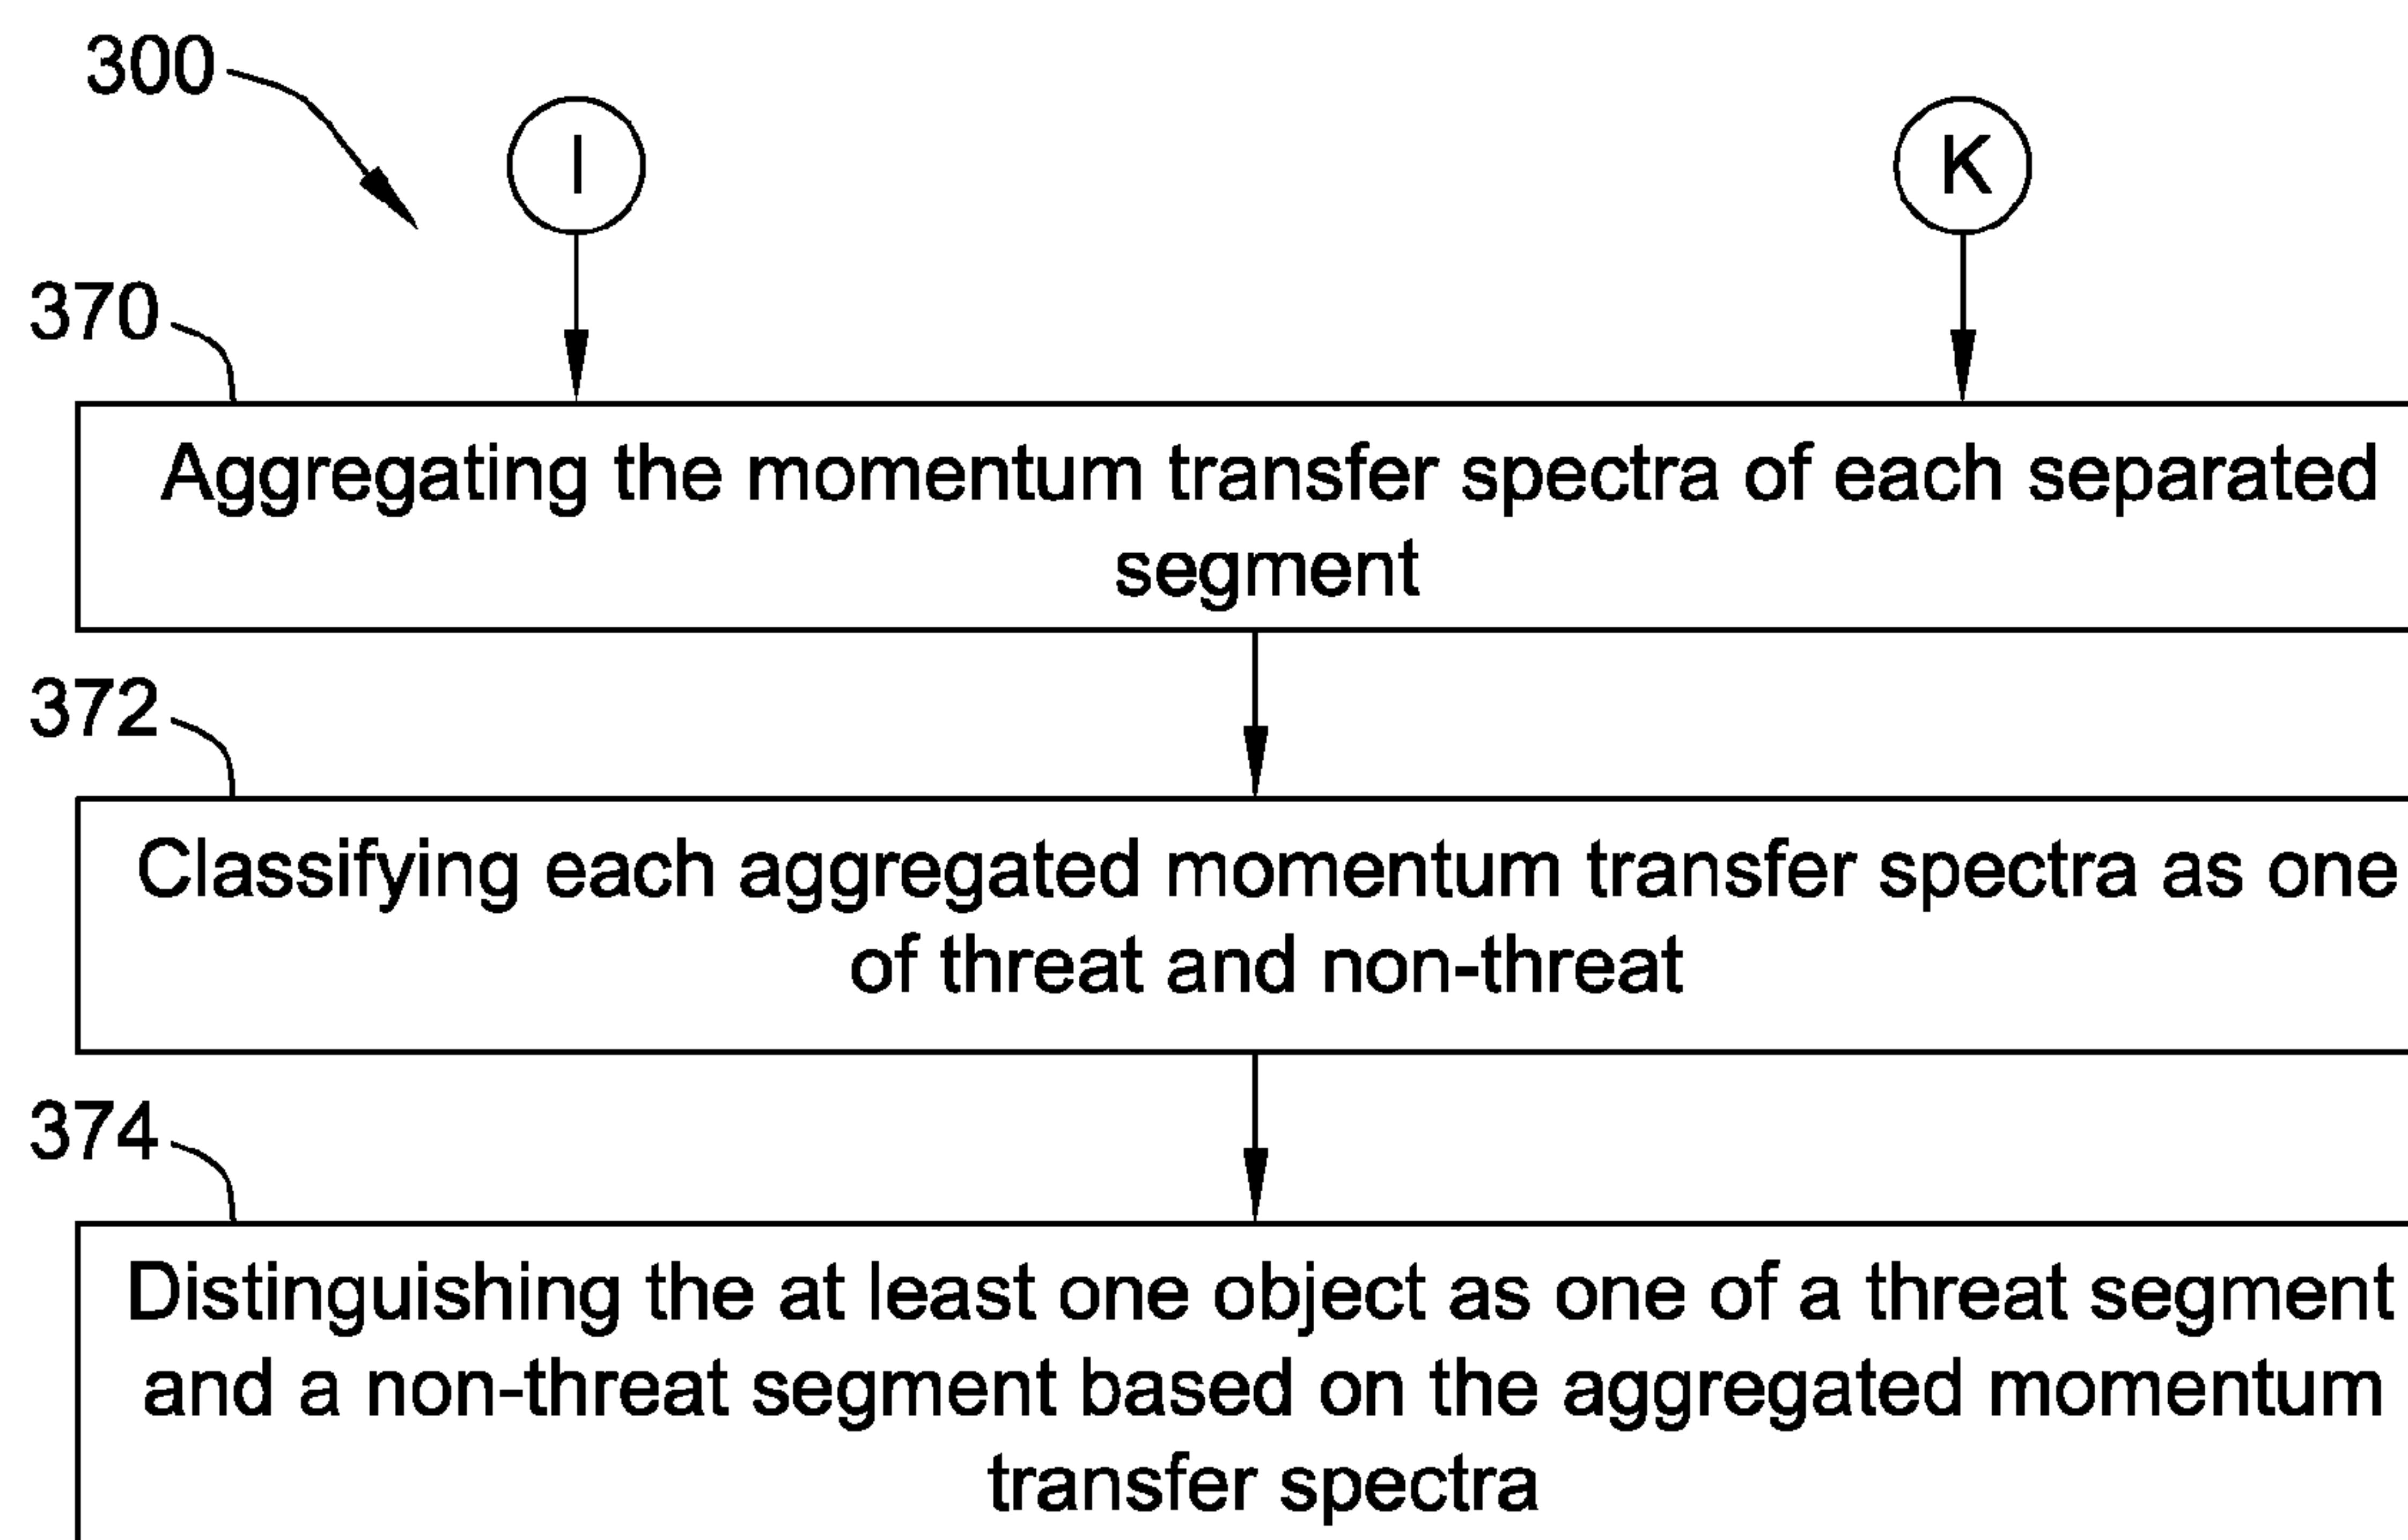 300
I
K
370
Aggregating the momentum transfer spectra of each separated
segment
372
Classifying each aggregated momentum transfer spectra as one
of threat and non-threat
374
Distinguishing the at least one object as one of a threat segment
and a non-threat segment based on the aggregated momentum
transfer spectra